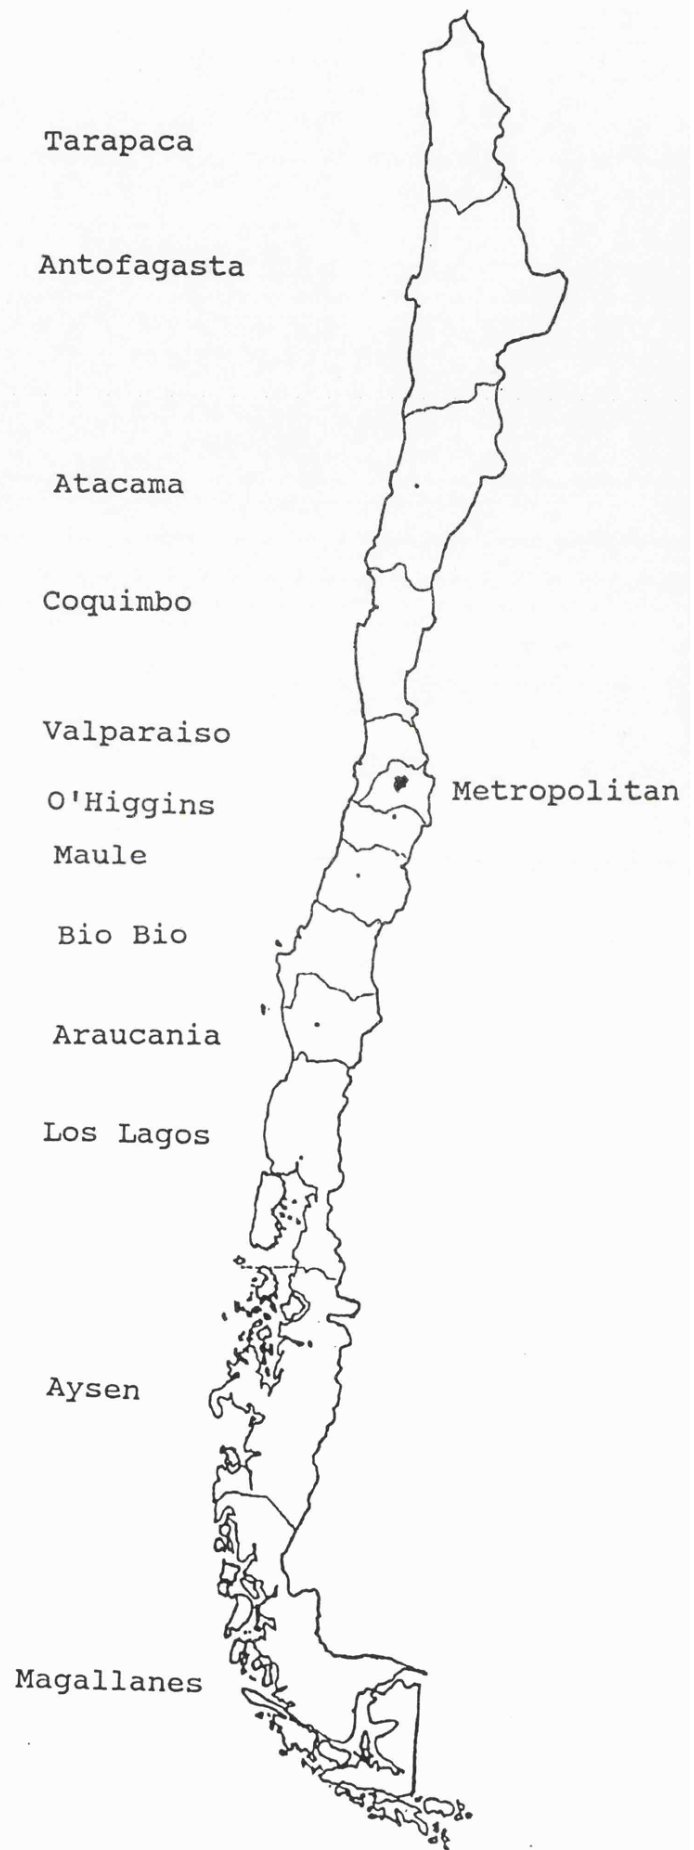 Tarapaca
Antofagasta
Atacama
Coquimbo
Valparaiso
Metropolitan
O'Higgins
Maule
Bio Bio
Araucania
Los Lagos
Aysen
Magallanes